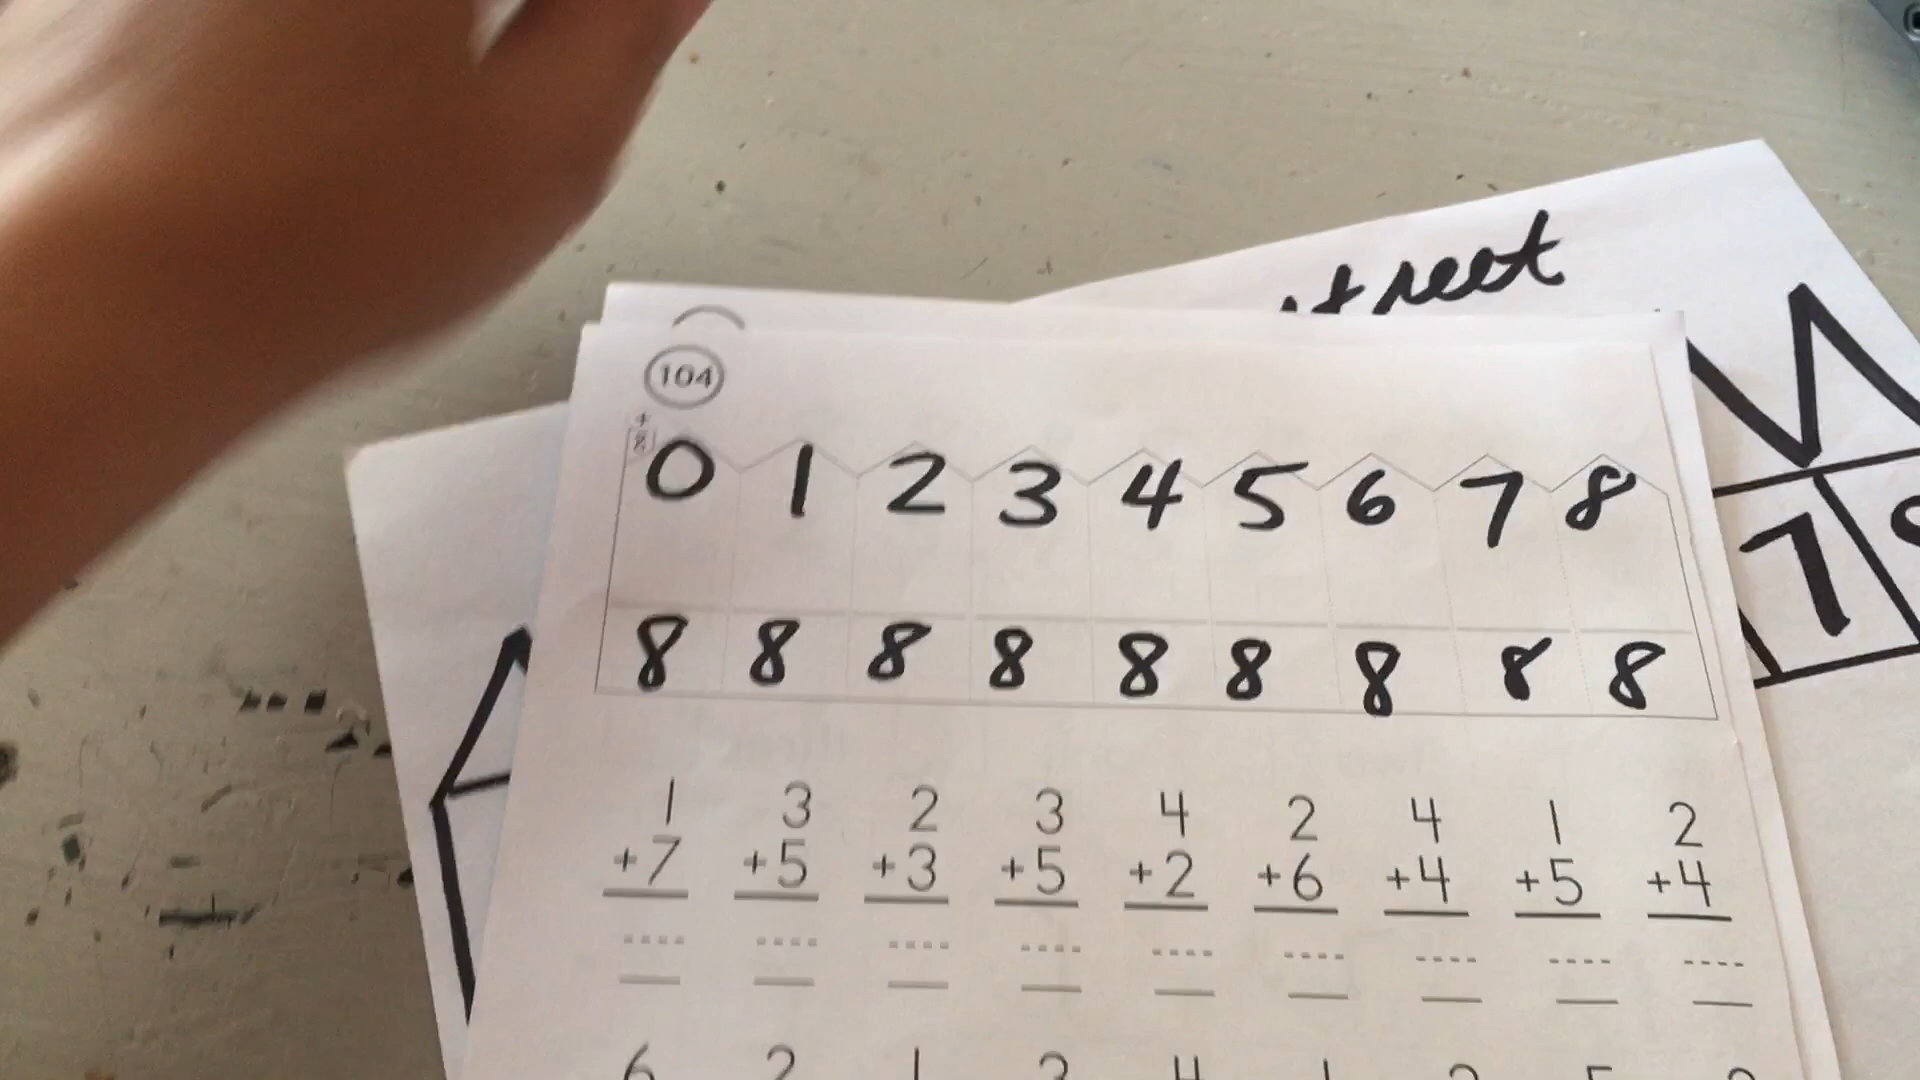 treet
104
0 1 2 3 4 5 6 7 8
8 8 8 8 8 8 8 8 8
7
1 3 2 3 4 2 4 1 2
+7 +5 +3 +5 +2 +6 +4 +5 +4